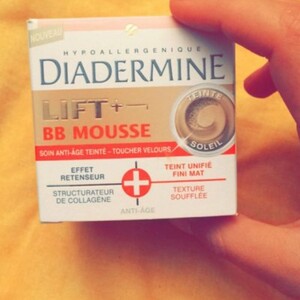 NOUVEAU
HYPOALLERGENIQUE
DIADERMINE
LIFT+
BB MOUSSE
TEINTE
SOLEIL
SOIN ANTI-ÂGE TEINTÉ - TOUCHER VELOURS
EFFET
RETENSEUR
STRUCTURATEUR
DE COLLAGÈNE
TEINT UNIFIÉ
FINI MAT
TEXTURE
SOUFFLÉE
ANTI-ÂGE